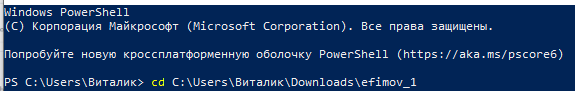 Windows PowerShell
(C) Корпорация Майкрософт (Microsoft Corporation). Все права защищены.
Попробуйте новую кроссплатформенную оболочку PowerShell (https://aka.ms/pscore6)
PS C:\Users\Виталик> cd C:\Users\Виталик\Downloads\efimov_1